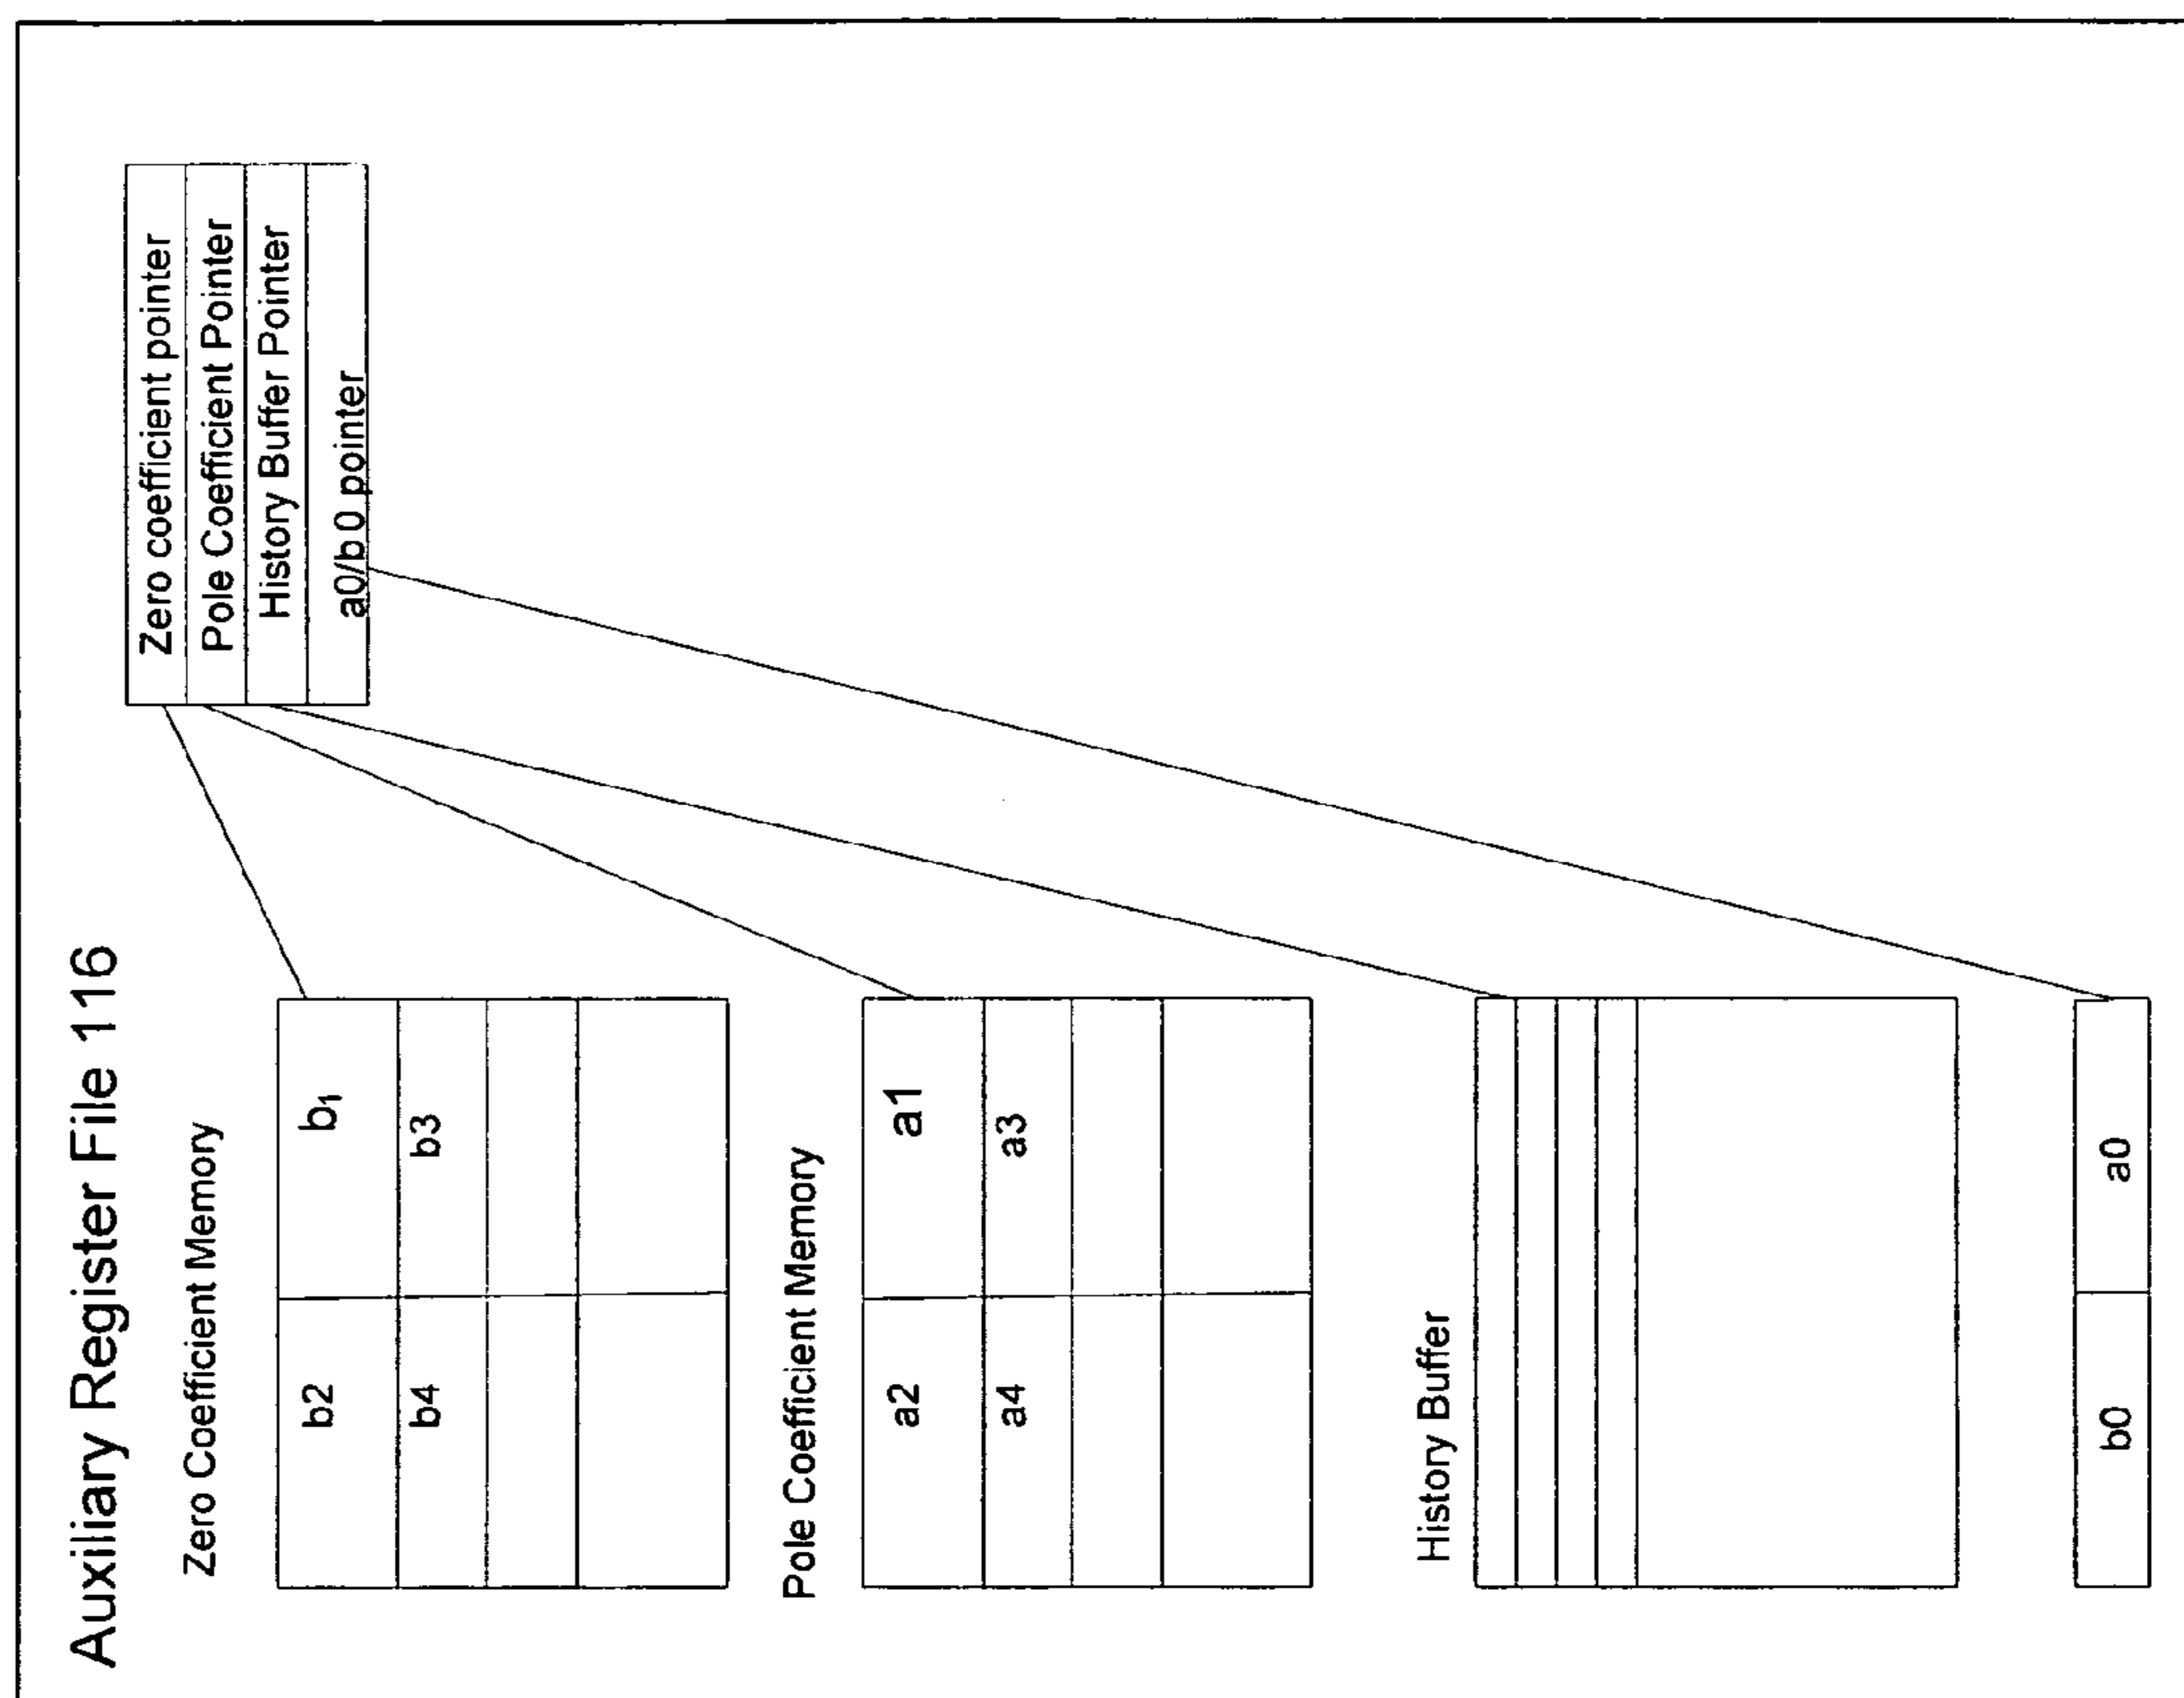 Auxiliary Register File 116
Zero Coefficient Memory
b2 b₁
b4 b3
Pole Coefficient Memory
a2 a1
a4 a3
History Buffer
b0 a0
Zero coefficient pointer
Pole Coefficient Pointer
History Buffer Pointer
a0/b 0 pointer